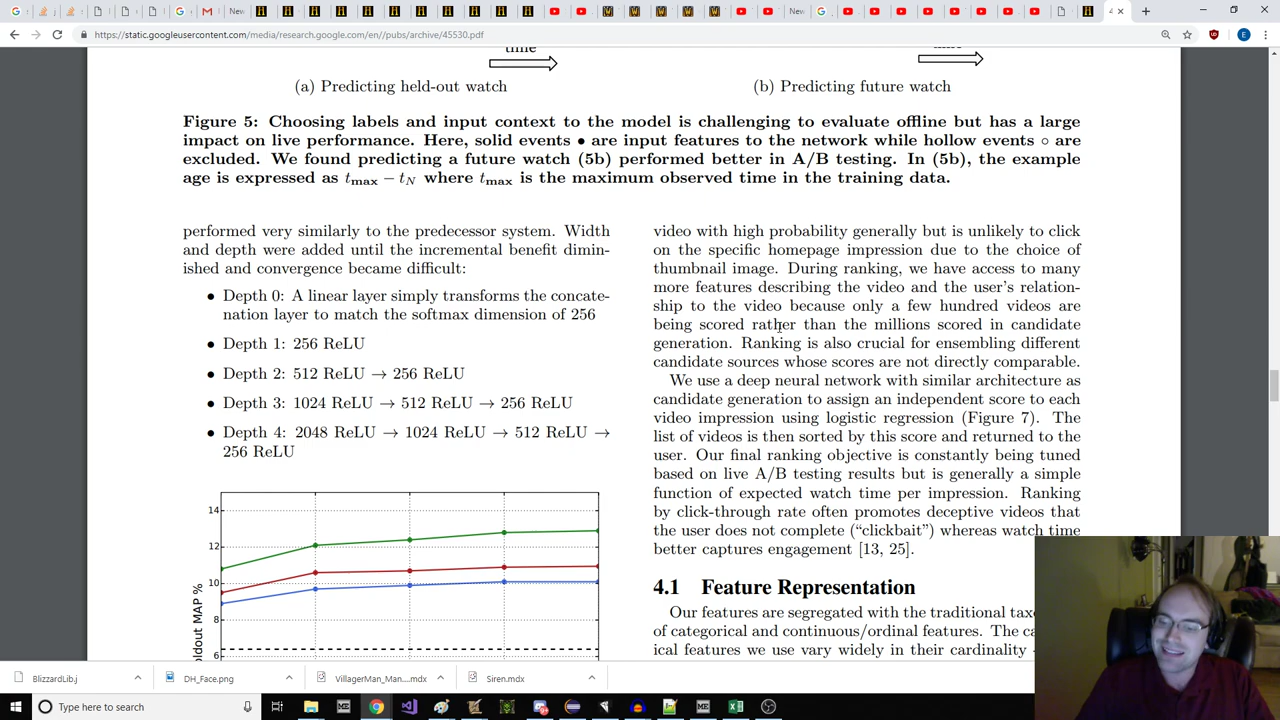 New
New
4
https://static.googleusercontent.com/media/research.google.com/en//pubs/archive/45530.pdf
E
time
(a) Predicting held-out watch
(b) Predicting future watch
Figure 5: Choosing labels and input context to the model is challenging to evaluate offline but has a large
impact on live performance. Here, solid events • are input features to the network while hollow events ◦ are
excluded. We found predicting a future watch (5b) performed better in A/B testing. In (5b), the example
age is expressed as tmax − tN where tmax is the maximum observed time in the training data.
performed very similarly to the predecessor system. Width
and depth were added until the incremental benefit dimin-
ished and convergence became difficult:
• Depth 0: A linear layer simply transforms the concate-
nation layer to match the softmax dimension of 256
• Depth 1: 256 ReLU
• Depth 2: 512 ReLU → 256 ReLU
• Depth 3: 1024 ReLU → 512 ReLU → 256 ReLU
• Depth 4: 2048 ReLU → 1024 ReLU → 512 ReLU →
256 ReLU
14
12
10
8
6
oldout MAP %
video with high probability generally but is unlikely to click
on the specific homepage impression due to the choice of
thumbnail image. During ranking, we have access to many
more features describing the video and the user's relation-
ship to the video because only a few hundred videos are
being scored rather than the millions scored in candidate
generation. Ranking is also crucial for ensembling different
candidate sources whose scores are not directly comparable.
We use a deep neural network with similar architecture as
candidate generation to assign an independent score to each
video impression using logistic regression (Figure 7). The
list of videos is then sorted by this score and returned to the
user. Our final ranking objective is constantly being tuned
based on live A/B testing results but is generally a simple
function of expected watch time per impression. Ranking
by click-through rate often promotes deceptive videos that
the user does not complete (“clickbait”) whereas watch time
better captures engagement [13, 25].
4.1 Feature Representation
Our features are segregated with the traditional taxo
of categorical and continuous/ordinal features. The ca
ical features we use vary widely in their cardinality -
BlizzardLib.j
DH_Face.png
VillagerMan_Man....mdx
Siren.mdx
Type here to search
ME
ME